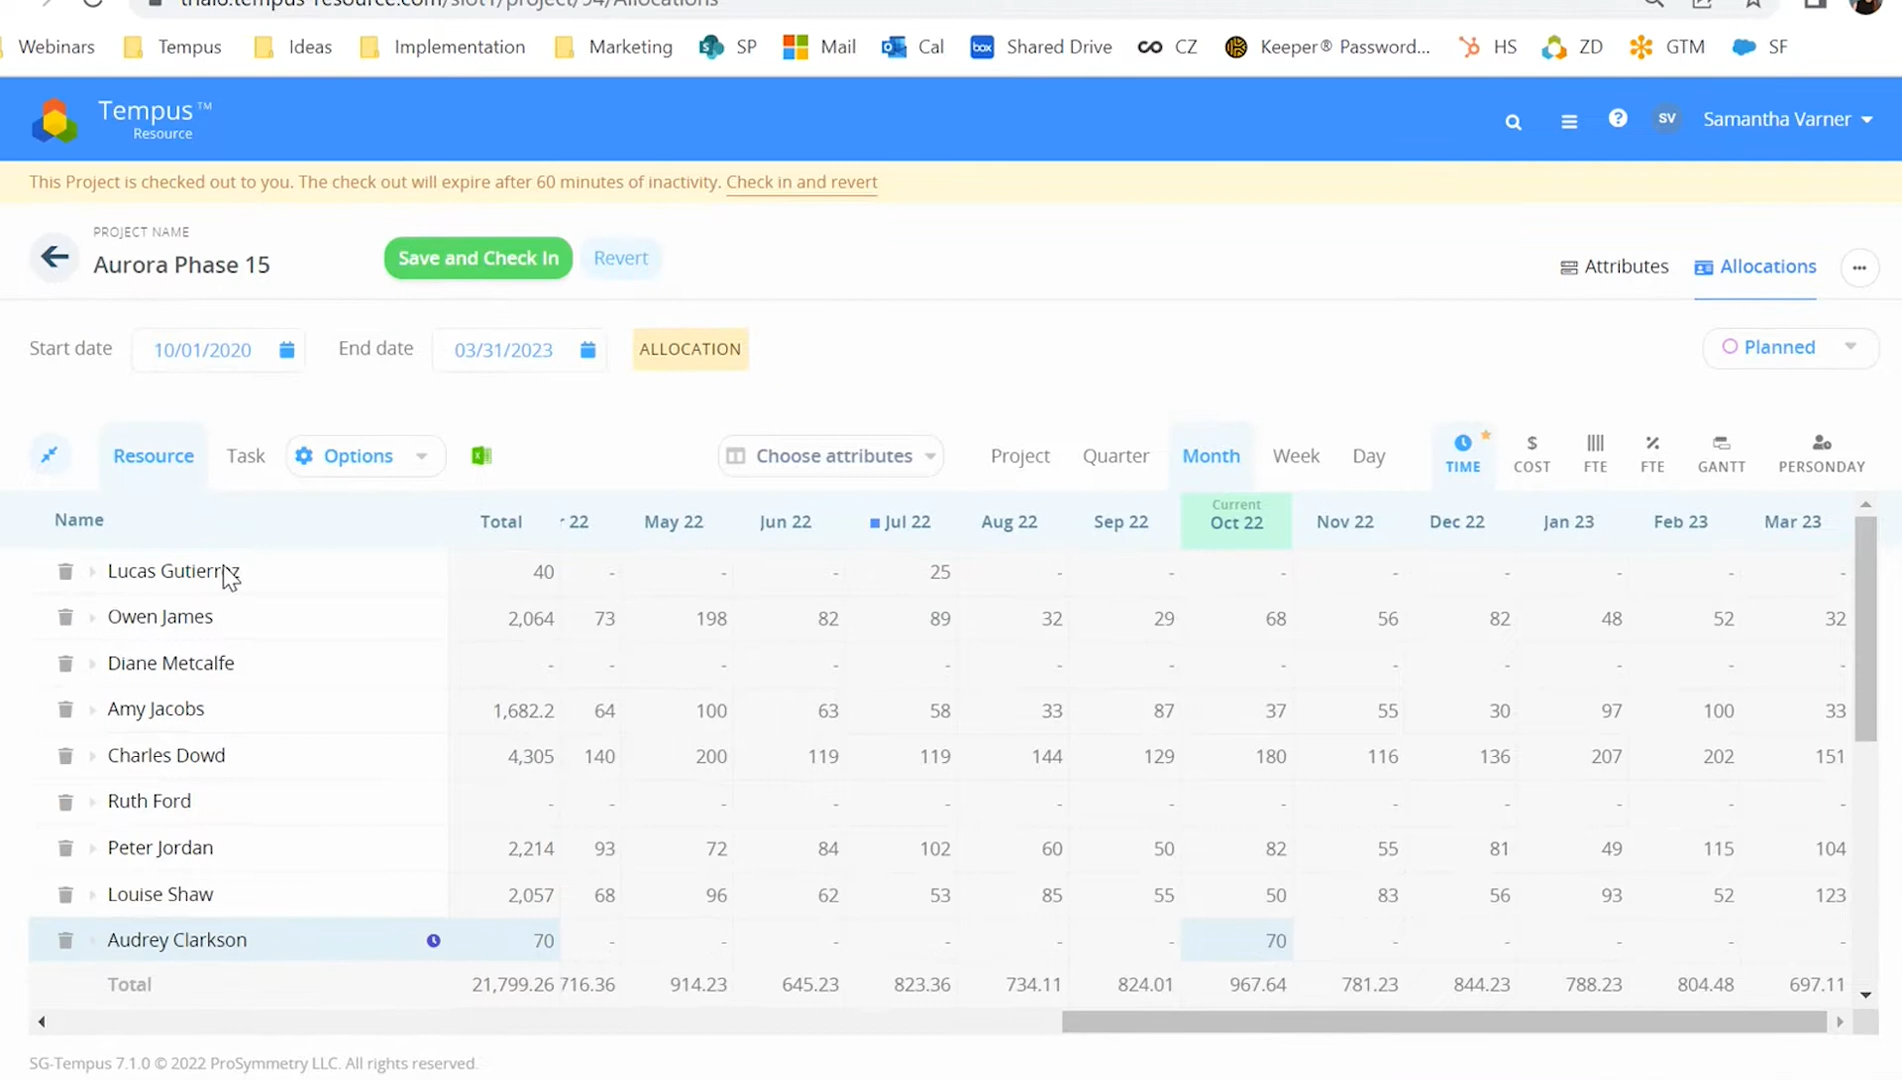 thalo.tempus-resource.com/slot1/project/94/Allocations
Webinars Tempus Ideas Implementation Marketing SP Mail Cal box Shared Drive CZ Keeper® Password... HS ZD GTM SF
Tempus™
Resource
SV Samantha Varner
This Project is checked out to you. The check out will expire after 60 minutes of inactivity. Check in and revert
PROJECT NAME
Aurora Phase 15
Save and Check In Revert
Attributes Allocations
Start date 10/01/2020 End date 03/31/2023 ALLOCATION Planned
Resource Task Options Choose attributes Project Quarter Month Week Day TIME COST FTE FTE GANTT PERSONDAY
Current
Name Total r 22 May 22 Jun 22 Jul 22 Aug 22 Sep 22 Oct 22 Nov 22 Dec 22 Jan 23 Feb 23 Mar 23
Lucas Gutierrez 40 - - - 25 - - - - - - - -
Owen James 2,064 73 198 82 89 32 29 68 56 82 48 52 32
Diane Metcalfe - - - - - - - - - - - - -
Amy Jacobs 1,682.2 64 100 63 58 33 87 37 55 30 97 100 33
Charles Dowd 4,305 140 200 119 119 144 129 180 116 136 207 202 151
Ruth Ford - - - - - - - - - - - - -
Peter Jordan 2,214 93 72 84 102 60 50 82 55 81 49 115 104
Louise Shaw 2,057 68 96 62 53 85 55 50 83 56 93 52 123
Audrey Clarkson 70 - - - - - - 70 - - - - -
Total 21,799.26 716.36 914.23 645.23 823.36 734.11 824.01 967.64 781.23 844.23 788.23 804.48 697.11
SG-Tempus 7.1.0 © 2022 ProSymmetry LLC. All rights reserved.